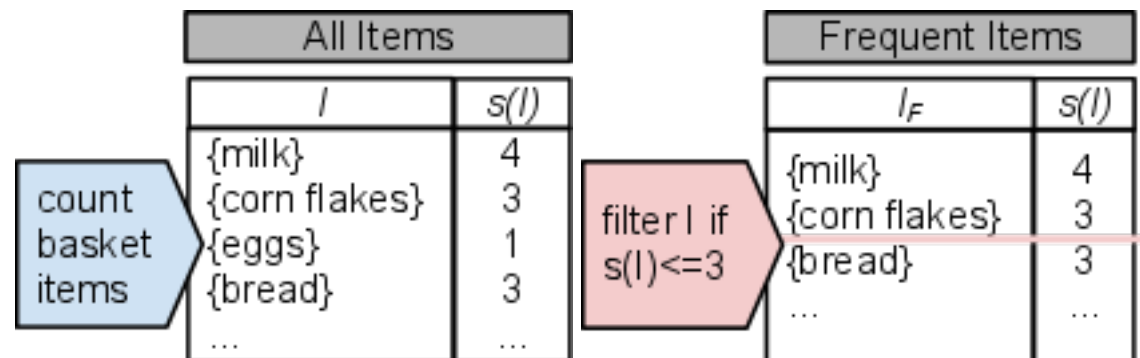 All Items
I s(I)
{milk} 4
{corn flakes} 3
{eggs} 1
{bread} 3
... ...
count
basket
items
filter I if
s(I)<=3
Frequent Items
I_F s(I)
{milk} 4
{corn flakes} 3
{bread} 3
... ...